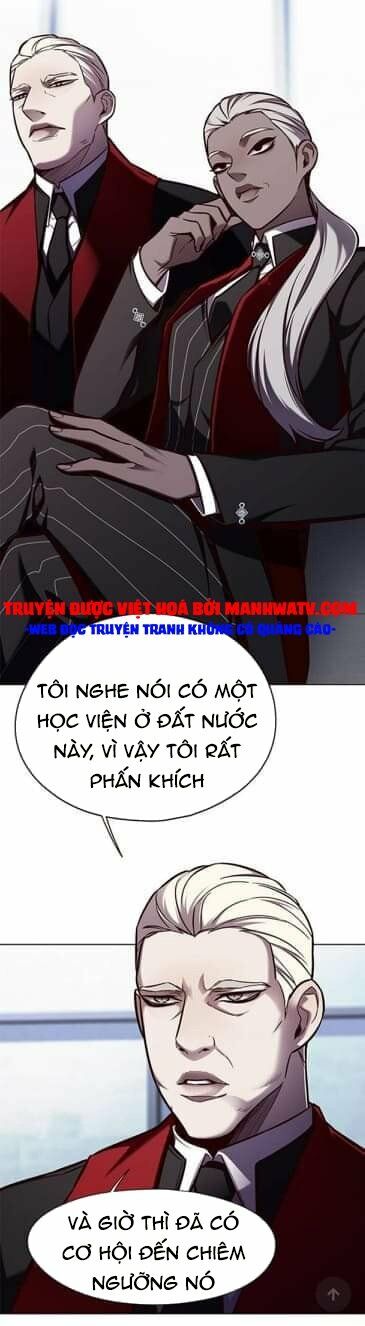 TRUYỆN ĐƯỢC VIỆT HOÁ BỞI MANHWATV.COM
-WEB ĐỌC TRUYỆN TRANH KHÔNG CÓ QUẢNG CÁO-
TÔI NGHE NÓI CÓ MỘT
HỌC VIỆN Ở ĐẤT NƯỚC
NÀY, VÌ VẬY TÔI RẤT
PHẤN KHÍCH
VÀ GIỜ THÌ ĐÃ CÓ
CƠ HỘI ĐẾN CHIÊM
NGƯỠNG NÓ